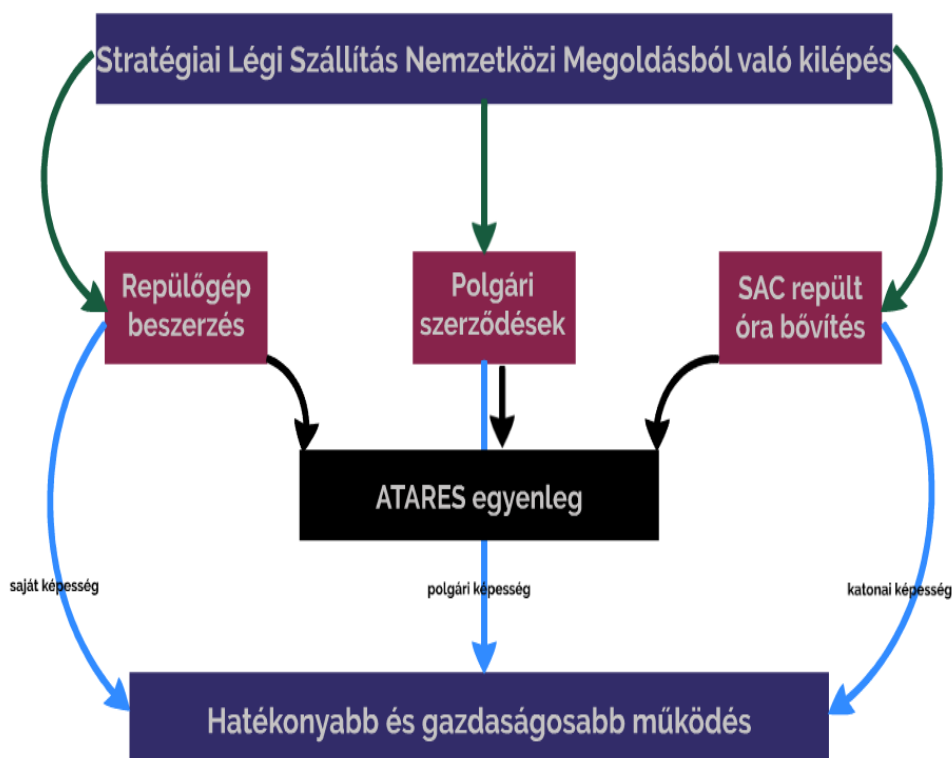 Stratégiai Légi Szállítás Nemzetközi Megoldásból való kilépés
Repülőgép
beszerzés
Polgári
szerződések
SAC repült
óra bővítés
ATARES egyenleg
saját képesség
polgári képesség
katonai képesség
Hatékonyabb és gazdaságosabb működés